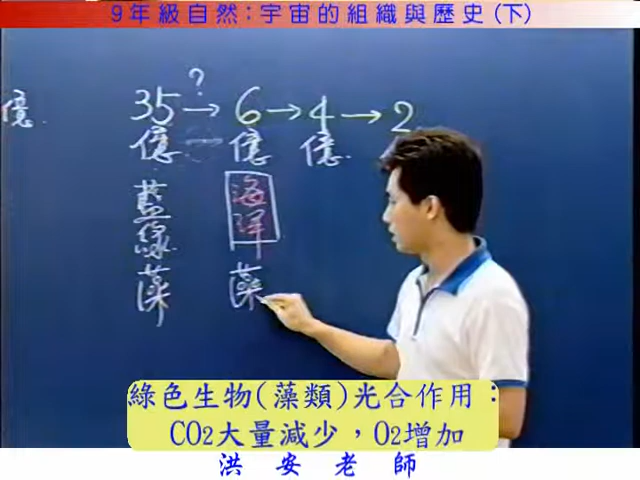 9年級自然：宇宙的組織與歷史(下)
?
35→6→4→2
億 億 億 億
藍綠藻 海洋藻
綠色生物(藻類)光合作用：
CO2大量減少，O2增加
洪安老師